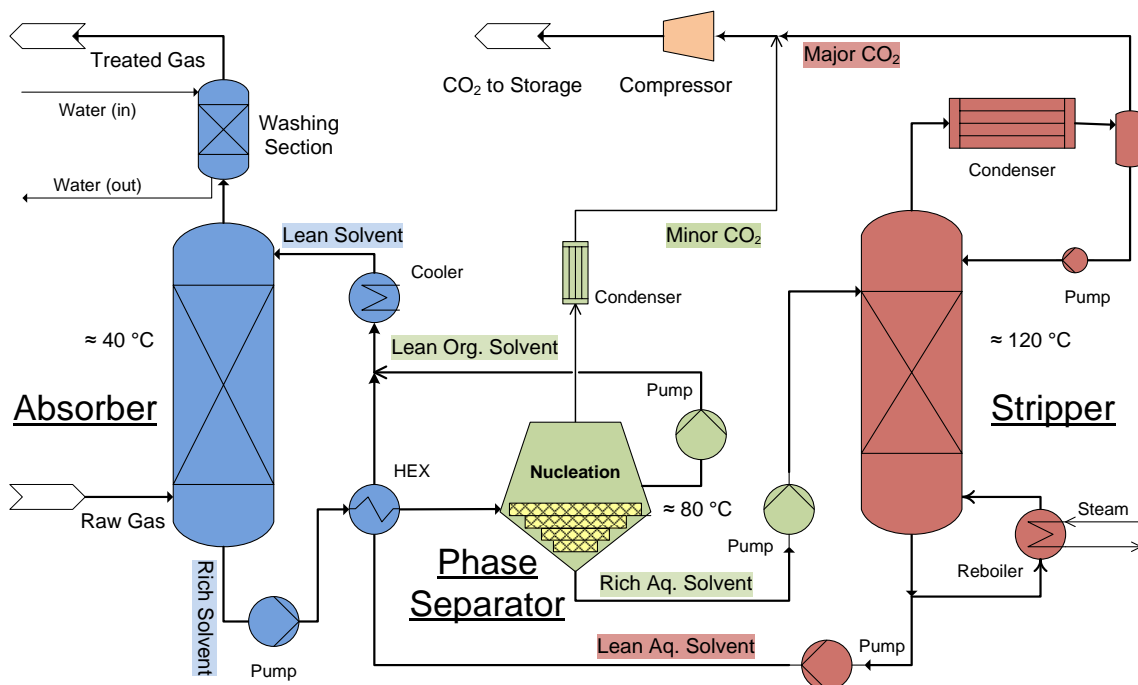 Treated Gas
Water (in)
Washing
Section
Water (out)
CO₂ to Storage
Compressor
Major CO₂
Condenser
Lean Solvent
Minor CO₂
Cooler
Condenser
Pump
≈ 40 °C
Lean Org. Solvent
≈ 120 °C
Absorber
Pump
Stripper
Nucleation
HEX
Raw Gas
≈ 80 °C
Steam
Pump
Phase
Separator
Rich Aq. Solvent
Reboiler
Rich Solvent
Lean Aq. Solvent
Pump
Pump